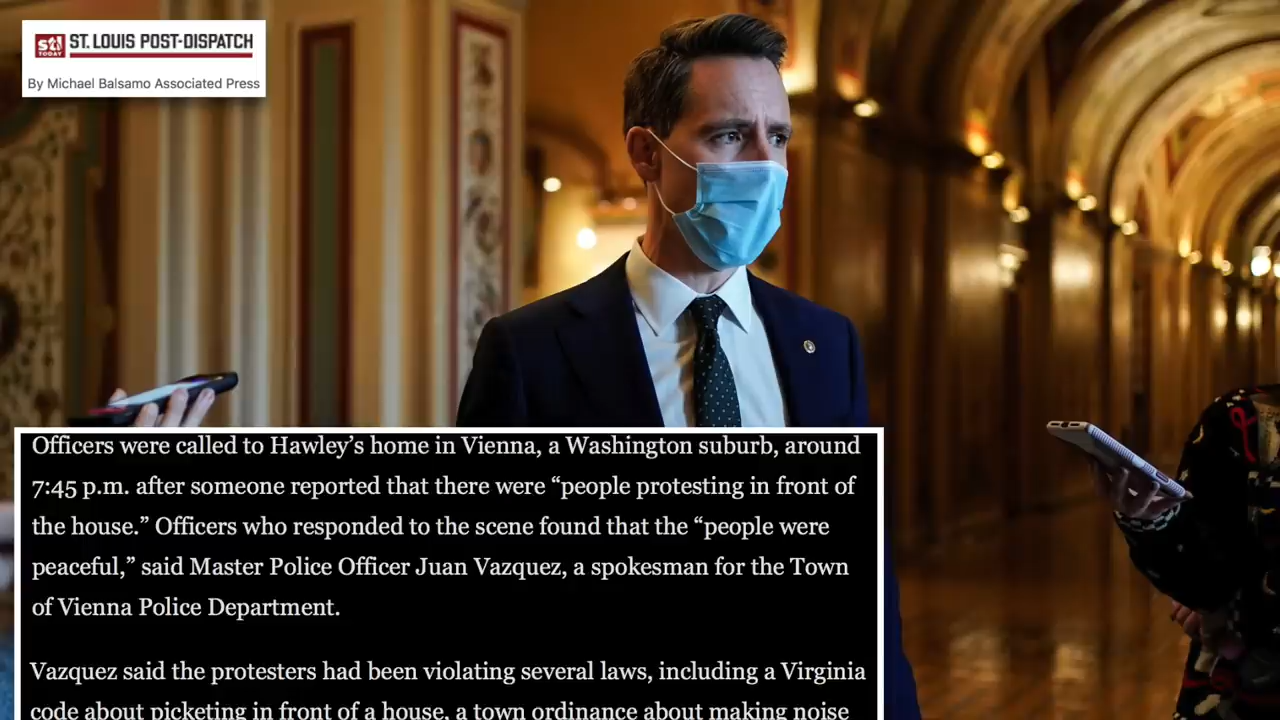 stl TODAY ST. LOUIS POST-DISPATCH
By Michael Balsamo Associated Press
Officers were called to Hawley’s home in Vienna, a Washington suburb, around
7:45 p.m. after someone reported that there were “people protesting in front of
the house.” Officers who responded to the scene found that the “people were
peaceful,” said Master Police Officer Juan Vazquez, a spokesman for the Town
of Vienna Police Department.
Vazquez said the protesters had been violating several laws, including a Virginia
code about picketing in front of a house, a town ordinance about making noise